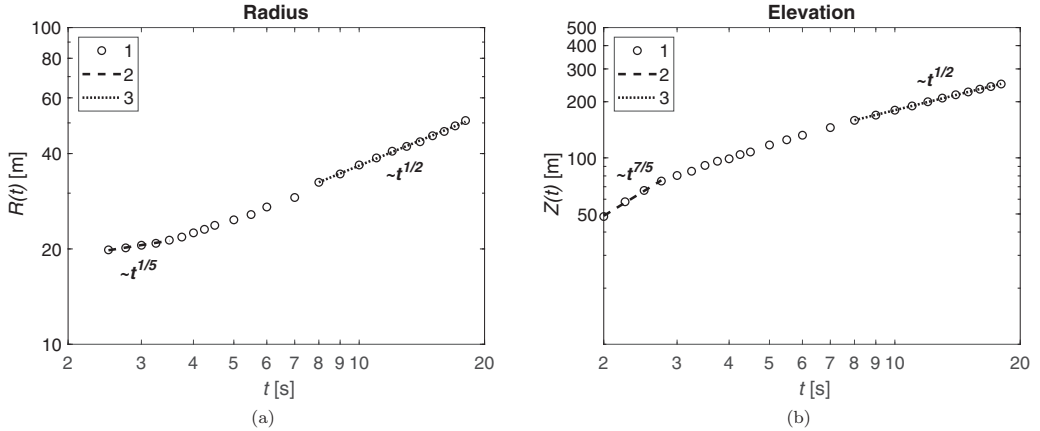 Radius
100
80
60
40
20
10
R(t) [m]
1
2
3
~t^1/5
~t^1/2
2 3 4 5 6 7 8 9 10 20
t [s]
(a)
Elevation
500
400
300
200
100
50
Z(t) [m]
1
2
3
~t^7/5
~t^1/2
2 3 4 5 6 7 8 9 10 20
t [s]
(b)